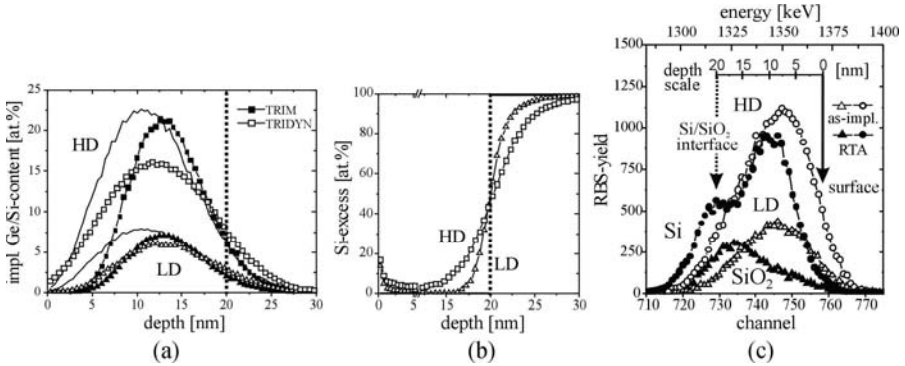 impl. Ge/Si-content [at.%]
25
20
15
10
5
0
HD
LD
TRIM
TRIDYN
0 5 10 15 20 25 30
depth [nm]
(a)
Si-excess [at.%]
100
80
60
40
20
0
HD
LD
0 5 10 15 20 25 30
depth [nm]
(b)
energy [keV]
1300 1325 1350 1375 1400
(c)
RBS-yield
1500
1250
1000
750
500
250
0
depth scale
20 15 10 5 0 [nm]
HD
as-impl.
RTA
Si/SiO2
interface
surface
LD
Si
SiO2
710 720 730 740 750 760 770
channel